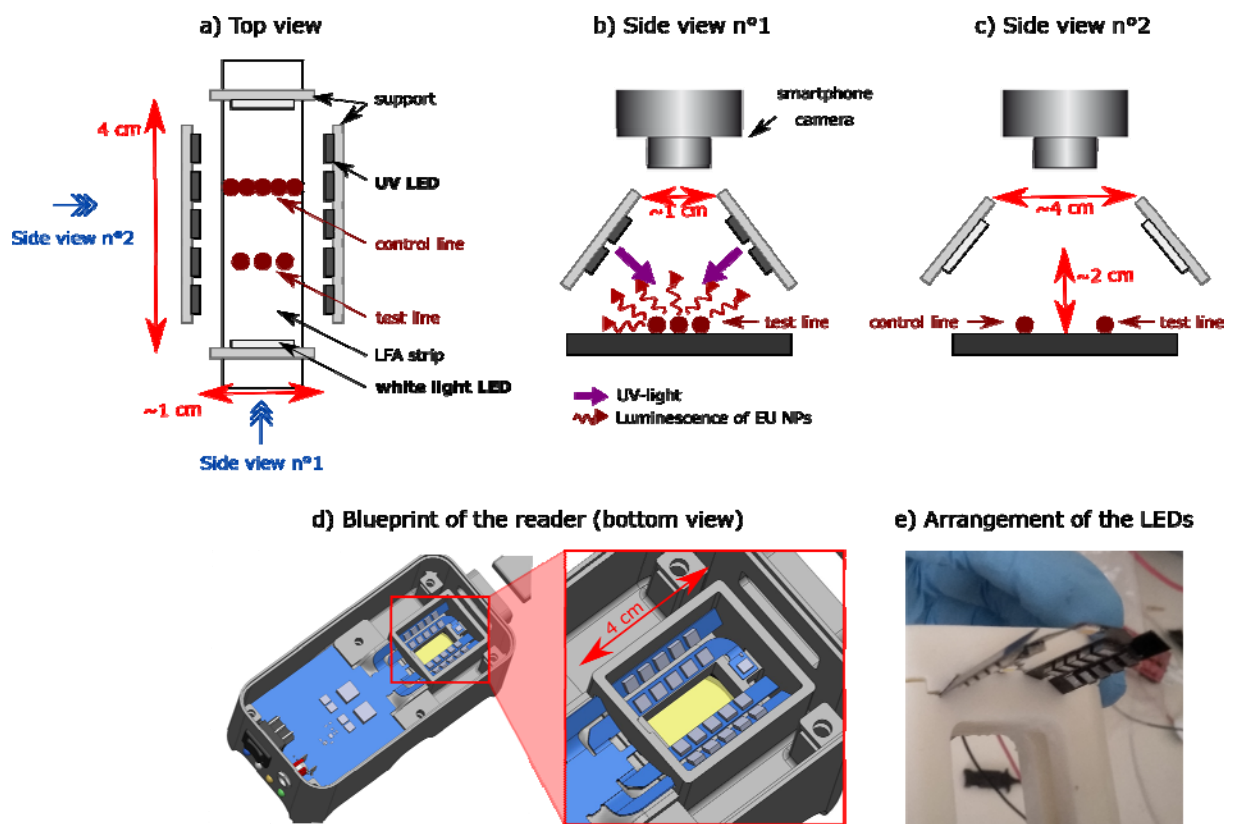 a) Top view
support
4 cm
UV LED
Side view n°2
control line
test line
LFA strip
white light LED
~1 cm
Side view n°1
b) Side view n°1
smartphone
camera
~1 cm
test line
UV-light
Luminescence of EU NPs
c) Side view n°2
~4 cm
~2 cm
control line
test line
d) Blueprint of the reader (bottom view)
4 cm
e) Arrangement of the LEDs